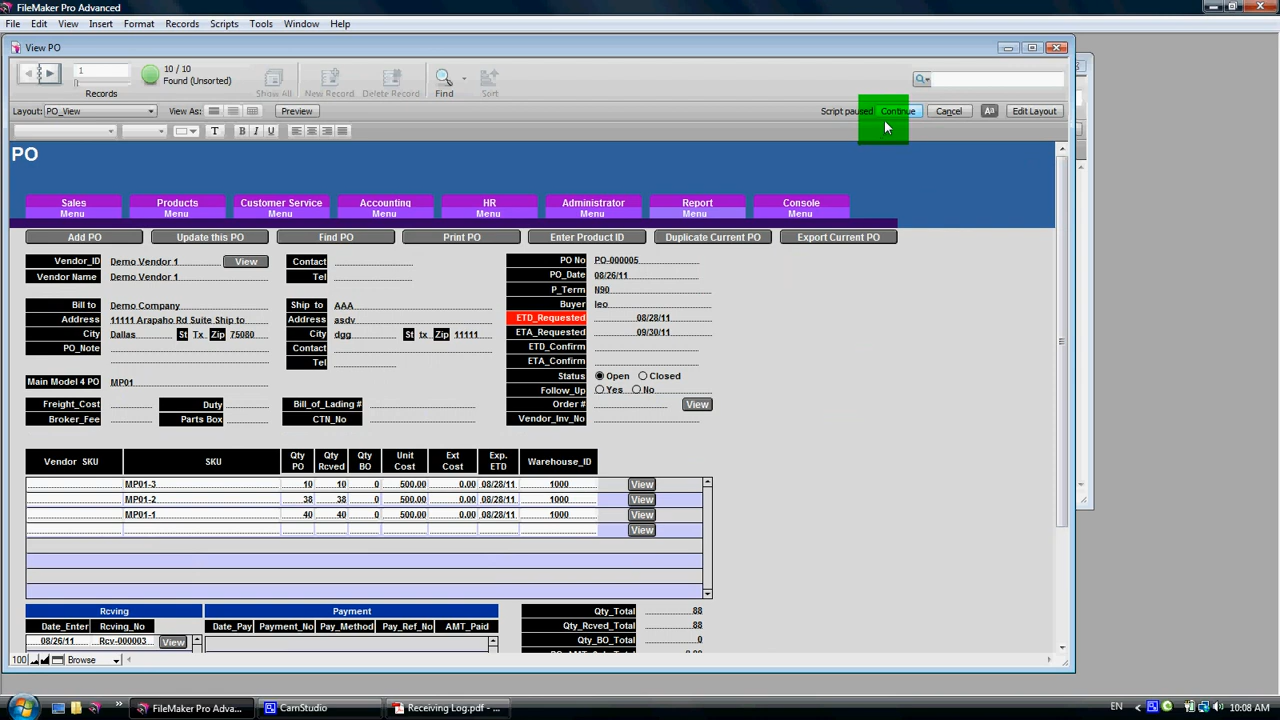 FileMaker Pro Advanced
File Edit View Insert Format Records Scripts Tools Window Help
View PO
1
10 / 10
Found (Unsorted)
Records
Show All New Record Delete Record Find Sort
Layout: PO_View View As: Preview
Script paused Continue Cancel Aa Edit Layout
T B I U
PO
Sales Products Customer Service Accounting HR Administrator Report Console
Menu Menu Menu Menu Menu Menu Menu Menu
Add PO Update this PO Find PO Print PO Enter Product ID Duplicate Current PO Export Current PO
Vendor_ID Demo Vendor 1 View Contact PO No PO-000005
Vendor Name Demo Vendor 1 Tel PO_Date 08/26/11
P_Term N90
Bill to Demo Company Ship to AAA Buyer leo
Address 11111 Arapaho Rd Suite Ship to Address asdv ETD_Requested 08/28/11
City Dallas St Tx Zip 75080 City dgg St tx Zip 11111 ETA_Requested 09/30/11
PO_Note Contact ETD_Confirm
Tel ETA_Confirm
Main Model 4 PO MP01 Status Open Closed
Follow_Up Yes No
Freight_Cost Duty Bill_of_Lading # Order # View
Broker_Fee Parts Box CTN_No Vendor_Inv_No
Vendor SKU SKU Qty PO Qty Rcved Qty BO Unit Cost Ext Cost Exp. ETD Warehouse_ID
MP01-3 10 10 0 500.00 0.00 08/28/11 1000 View
MP01-2 38 38 0 500.00 0.00 08/28/11 1000 View
MP01-1 40 40 0 500.00 0.00 08/28/11 1000 View
View
Rcving Payment Qty_Total 88
Date_Enter Rcving_No Date_Pay Payment_No Pay_Method Pay_Ref_No AMT_Paid Qty_Rcved_Total 88
08/26/11 Rcv-000003 View Qty_BO_Total 0
100 Browse
FileMaker Pro Adva... CamStudio Receiving Log.pdf - ... EN 10:08 AM